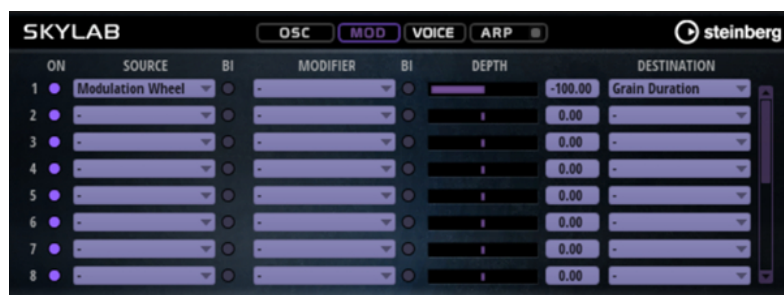 SKYLAB OSC MOD VOICE ARP steinberg
ON SOURCE BI MODIFIER BI DEPTH DESTINATION
1 Modulation Wheel - -100.00 Grain Duration
2 - - 0.00 -
3 - - 0.00 -
4 - - 0.00 -
5 - - 0.00 -
6 - - 0.00 -
7 - - 0.00 -
8 - - 0.00 -